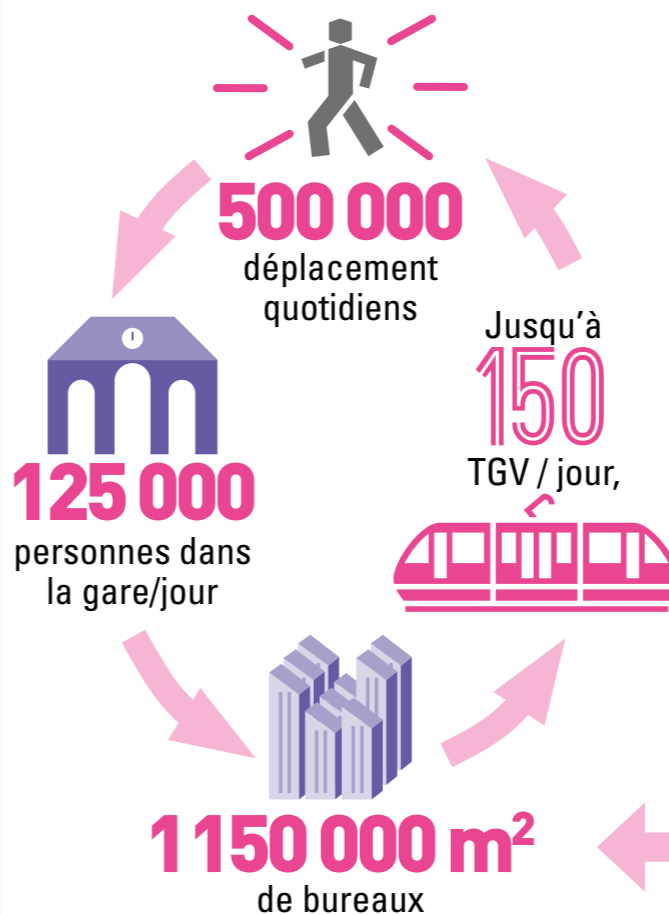 500 000
déplacement
quotidiens
Jusqu'à
150
TGV / jour,
125 000
personnes dans
la gare/jour
1 150 000 m²
de bureaux